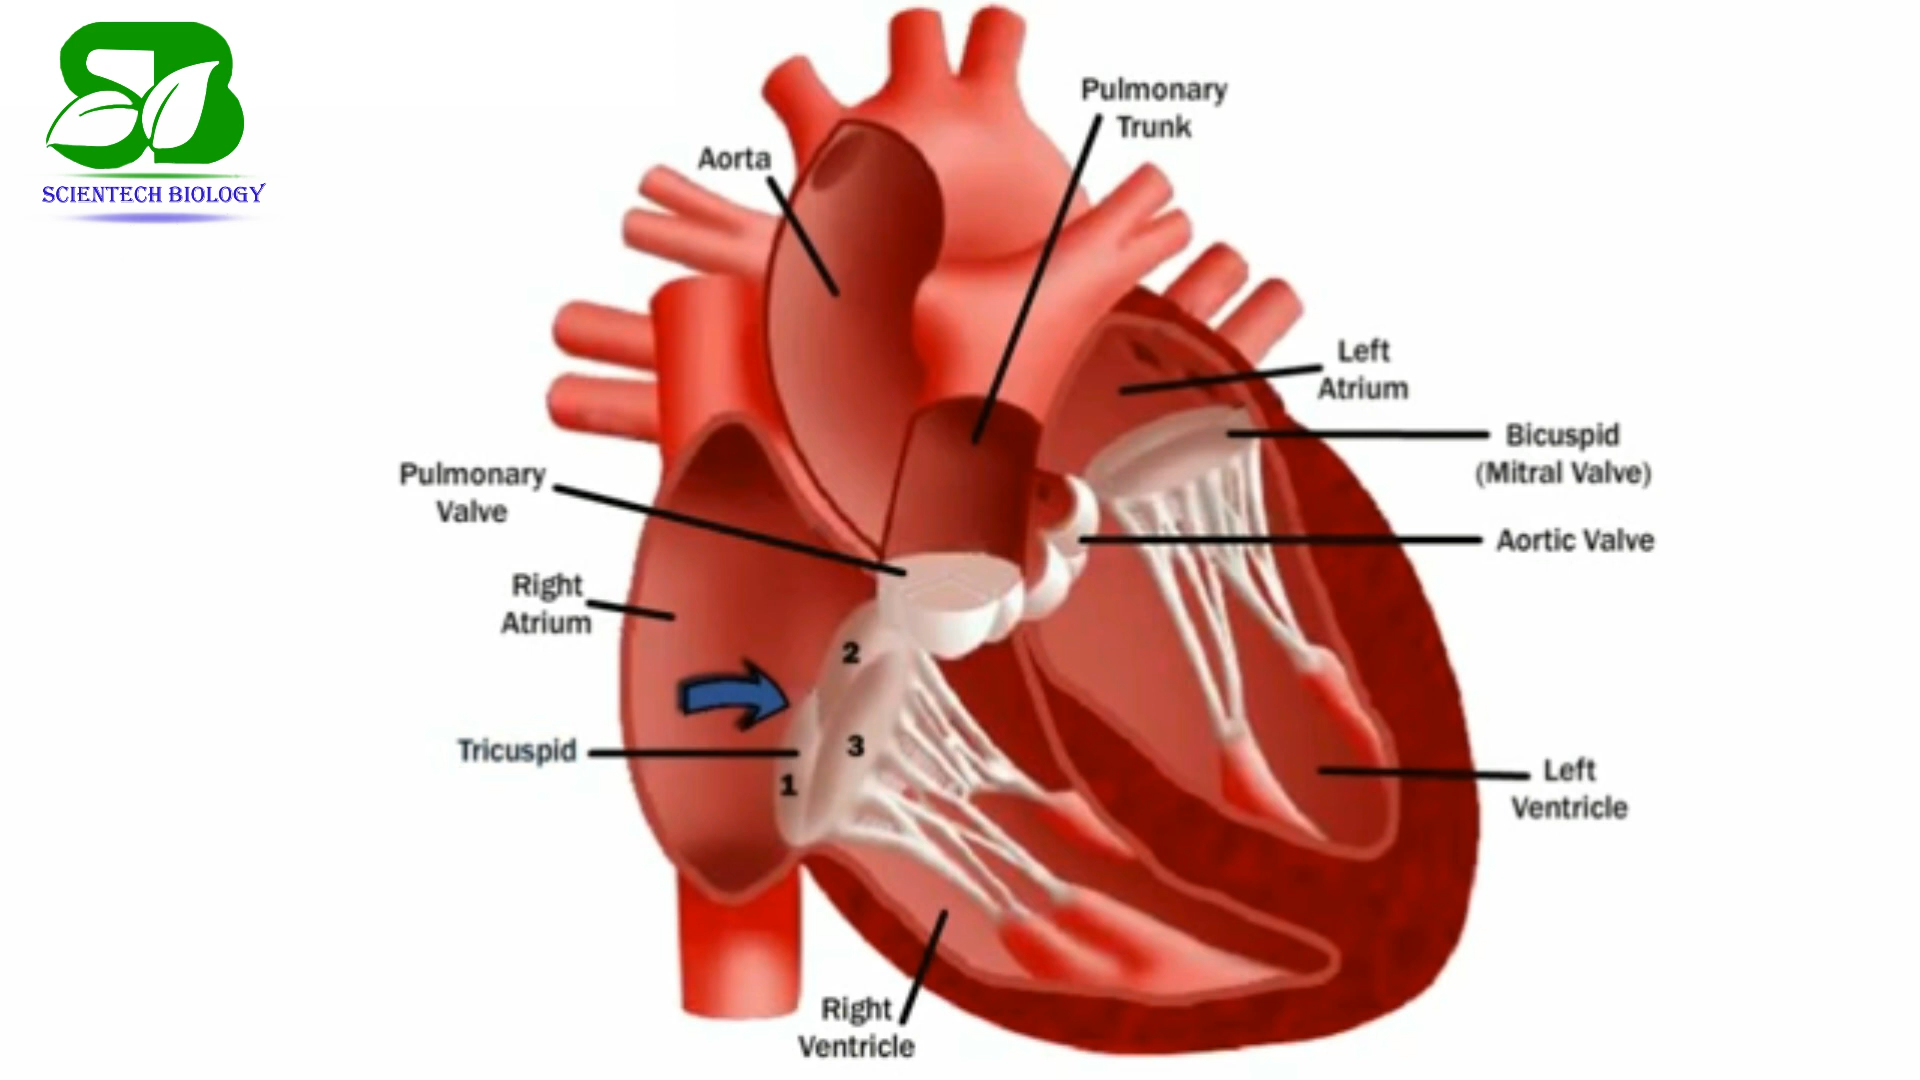 SCIENTECH BIOLOGY
Pulmonary
Trunk
Aorta
Left
Atrium
Bicuspid
(Mitral Valve)
Pulmonary
Valve
Aortic Valve
Right
Atrium
2
Tricuspid
3
1
Left
Ventricle
Right
Ventricle